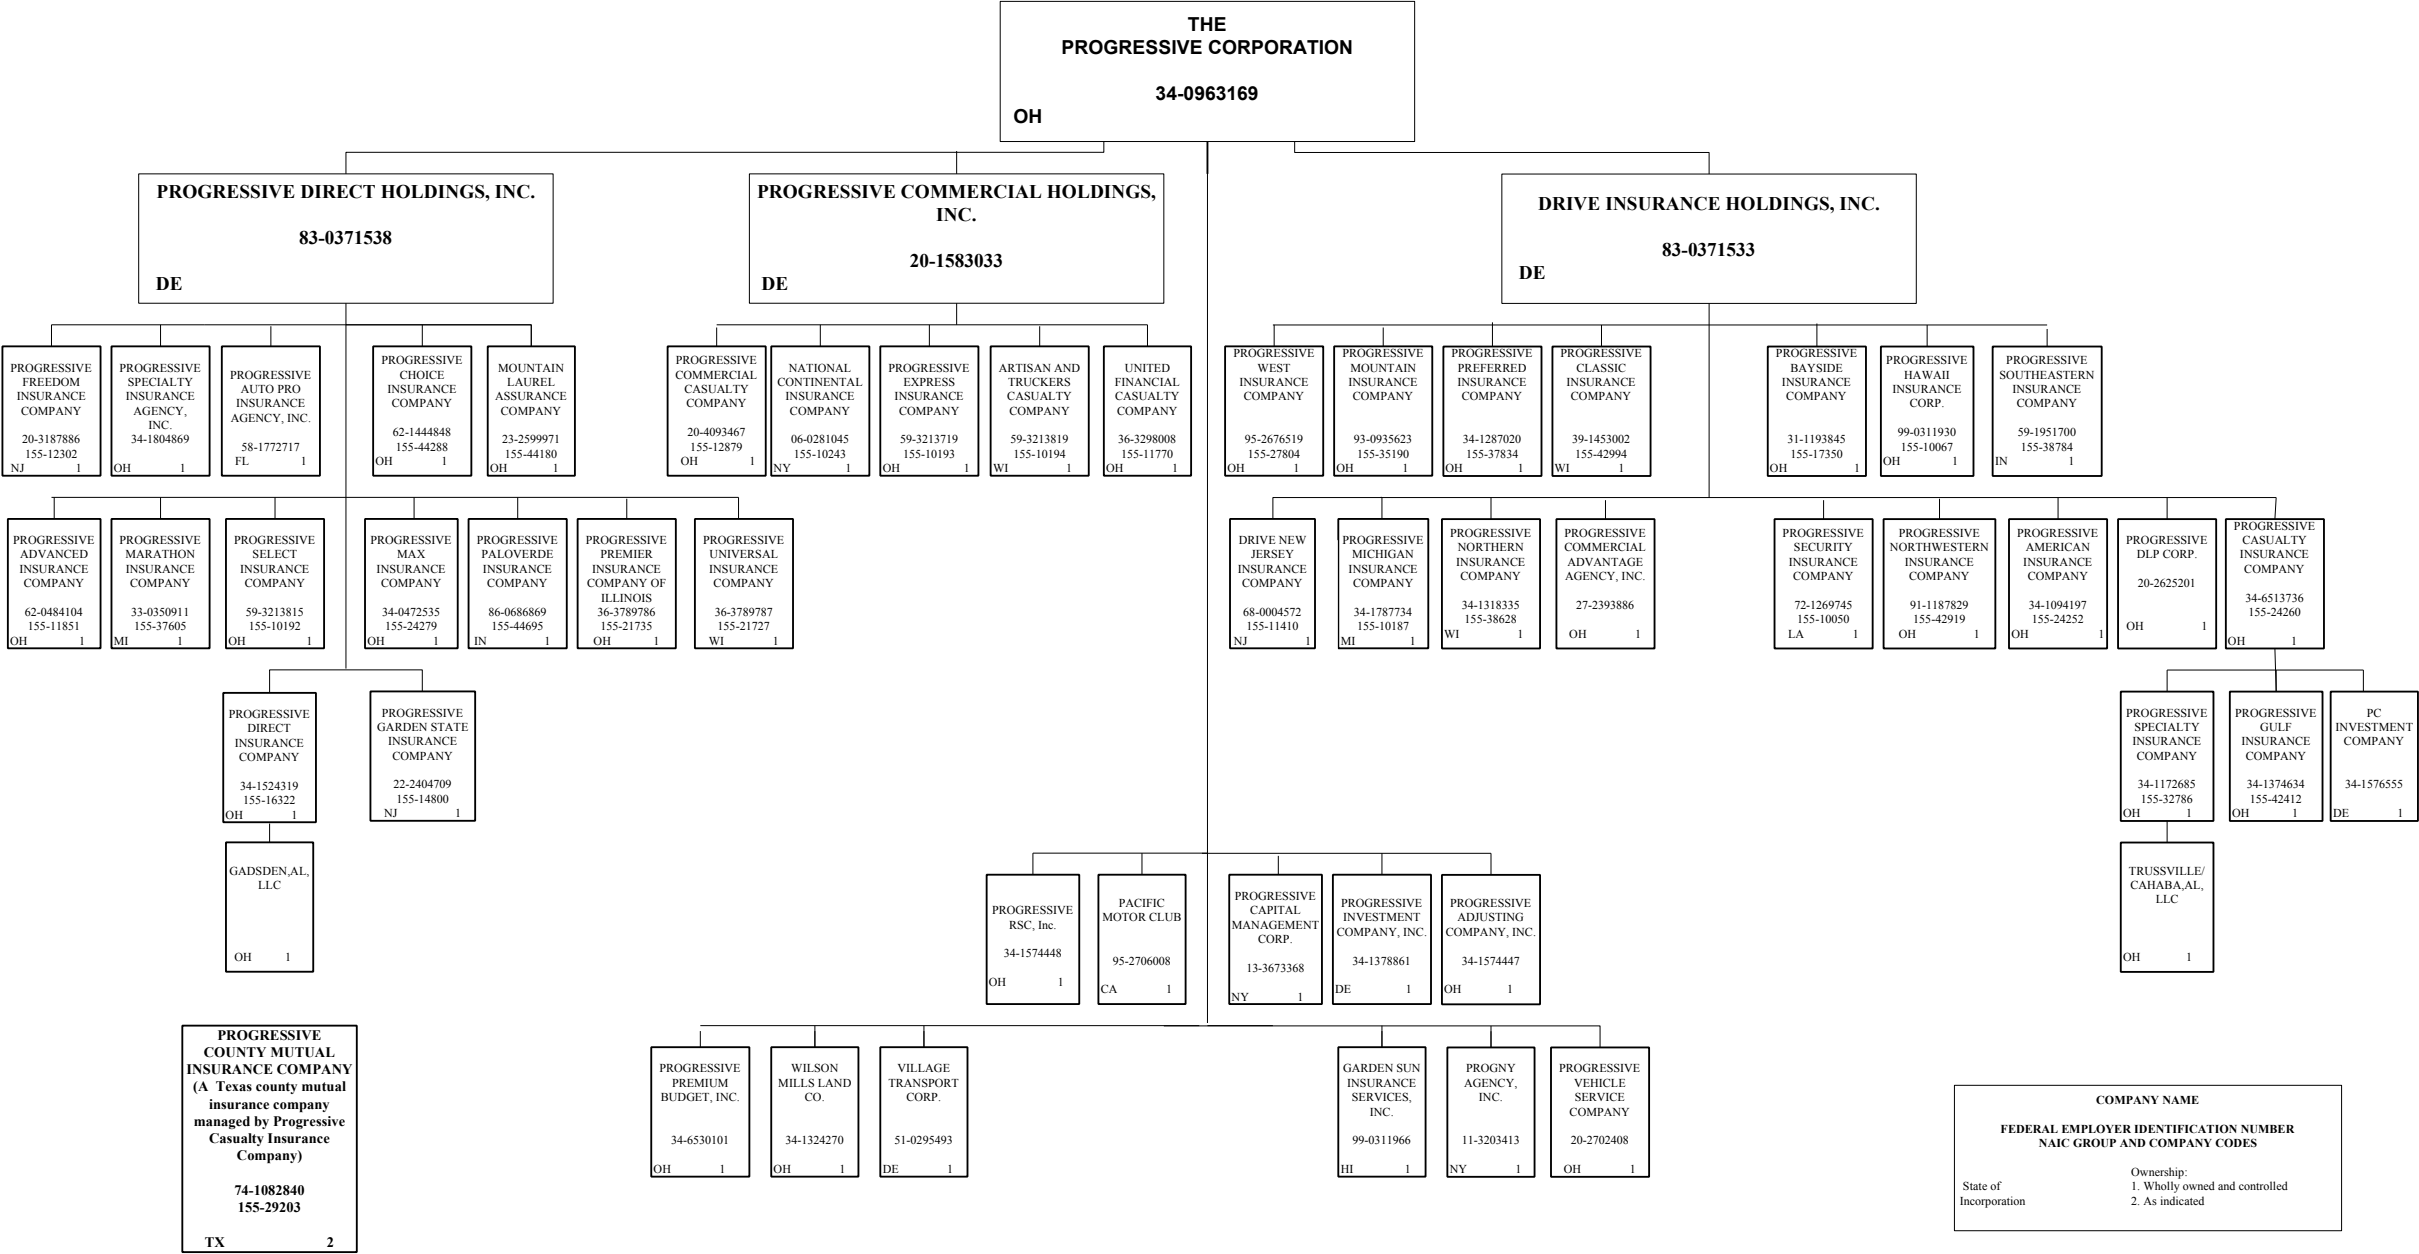 THE
PROGRESSIVE CORPORATION
34-0963169
OH
PROGRESSIVE DIRECT HOLDINGS, INC.
83-0371538
DE
PROGRESSIVE COMMERCIAL HOLDINGS,
INC.
20-1583033
DE
DRIVE INSURANCE HOLDINGS, INC.
83-0371533
DE
PROGRESSIVE
FREEDOM
INSURANCE
COMPANY
20-3187886
155-12302
NJ 1
PROGRESSIVE
SPECIALTY
INSURANCE
AGENCY,
INC.
34-1804869
OH 1
PROGRESSIVE
AUTO PRO
INSURANCE
AGENCY, INC.
58-1772717
FL 1
PROGRESSIVE
CHOICE
INSURANCE
COMPANY
62-1444848
155-44288
OH 1
MOUNTAIN
LAUREL
ASSURANCE
COMPANY
23-2599971
155-44180
OH 1
PROGRESSIVE
COMMERCIAL
CASUALTY
COMPANY
20-4093467
155-12879
OH 1
NATIONAL
CONTINENTAL
INSURANCE
COMPANY
06-0281045
155-10243
NY 1
PROGRESSIVE
EXPRESS
INSURANCE
COMPANY
59-3213719
155-10193
OH 1
ARTISAN AND
TRUCKERS
CASUALTY
COMPANY
59-3213819
155-10194
WI 1
UNITED
FINANCIAL
CASUALTY
COMPANY
36-3298008
155-11770
OH 1
PROGRESSIVE
WEST
INSURANCE
COMPANY
95-2676519
155-27804
OH 1
PROGRESSIVE
MOUNTAIN
INSURANCE
COMPANY
93-0935623
155-35190
OH 1
PROGRESSIVE
PREFERRED
INSURANCE
COMPANY
34-1287020
155-37834
OH 1
PROGRESSIVE
CLASSIC
INSURANCE
COMPANY
39-1453002
155-42994
WI 1
PROGRESSIVE
BAYSIDE
INSURANCE
COMPANY
31-1193845
155-17350
OH 1
PROGRESSIVE
HAWAII
INSURANCE
CORP.
99-0311930
155-10067
OH 1
PROGRESSIVE
SOUTHEASTERN
INSURANCE
COMPANY
59-1951700
155-38784
IN 1
PROGRESSIVE
ADVANCED
INSURANCE
COMPANY
62-0484104
155-11851
OH 1
PROGRESSIVE
MARATHON
INSURANCE
COMPANY
33-0350911
155-37605
MI 1
PROGRESSIVE
SELECT
INSURANCE
COMPANY
59-3213815
155-10192
OH 1
PROGRESSIVE
MAX
INSURANCE
COMPANY
34-0472535
155-24279
OH 1
PROGRESSIVE
PALOVERDE
INSURANCE
COMPANY
86-0686869
155-44695
IN 1
PROGRESSIVE
PREMIER
INSURANCE
COMPANY OF
ILLINOIS
36-3789786
155-21735
OH 1
PROGRESSIVE
UNIVERSAL
INSURANCE
COMPANY
36-3789787
155-21727
WI 1
DRIVE NEW
JERSEY
INSURANCE
COMPANY
68-0004572
155-11410
NJ 1
PROGRESSIVE
MICHIGAN
INSURANCE
COMPANY
34-1787734
155-10187
MI 1
PROGRESSIVE
NORTHERN
INSURANCE
COMPANY
34-1318335
155-38628
WI 1
PROGRESSIVE
COMMERCIAL
ADVANTAGE
AGENCY, INC.
27-2393886
OH 1
PROGRESSIVE
SECURITY
INSURANCE
COMPANY
72-1269745
155-10050
LA 1
PROGRESSIVE
NORTHWESTERN
INSURANCE
COMPANY
91-1187829
155-42919
OH 1
PROGRESSIVE
AMERICAN
INSURANCE
COMPANY
34-1094197
155-24252
OH 1
PROGRESSIVE
DLP CORP.
20-2625201
OH 1
PROGRESSIVE
CASUALTY
INSURANCE
COMPANY
34-6513736
155-24260
OH 1
PROGRESSIVE
DIRECT
INSURANCE
COMPANY
34-1524319
155-16322
OH 1
PROGRESSIVE
GARDEN STATE
INSURANCE
COMPANY
22-2404709
155-14800
NJ 1
PROGRESSIVE
SPECIALTY
INSURANCE
COMPANY
34-1172685
155-32786
OH 1
PROGRESSIVE
GULF
INSURANCE
COMPANY
34-1374634
155-42412
OH 1
PC
INVESTMENT
COMPANY
34-1576555
DE 1
GADSDEN,AL,
LLC
OH 1
TRUSSVILLE/
CAHABA,AL,
LLC
OH 1
PROGRESSIVE
RSC, Inc.
34-1574448
OH 1
PACIFIC
MOTOR CLUB
95-2706008
CA 1
PROGRESSIVE
CAPITAL
MANAGEMENT
CORP.
13-3673368
NY 1
PROGRESSIVE
INVESTMENT
COMPANY, INC.
34-1378861
DE 1
PROGRESSIVE
ADJUSTING
COMPANY, INC.
34-1574447
OH 1
PROGRESSIVE
COUNTY MUTUAL
INSURANCE COMPANY
(A Texas county mutual
insurance company
managed by Progressive
Casualty Insurance
Company)
74-1082840
155-29203
TX 2
PROGRESSIVE
PREMIUM
BUDGET, INC.
34-6530101
OH 1
WILSON
MILLS LAND
CO.
34-1324270
OH 1
VILLAGE
TRANSPORT
CORP.
51-0295493
DE 1
GARDEN SUN
INSURANCE
SERVICES,
INC.
99-0311966
HI 1
PROGNY
AGENCY,
INC.
11-3203413
NY 1
PROGRESSIVE
VEHICLE
SERVICE
COMPANY
20-2702408
OH 1
COMPANY NAME
FEDERAL EMPLOYER IDENTIFICATION NUMBER
NAIC GROUP AND COMPANY CODES
Ownership:
State of 1. Wholly owned and controlled
Incorporation 2. As indicated